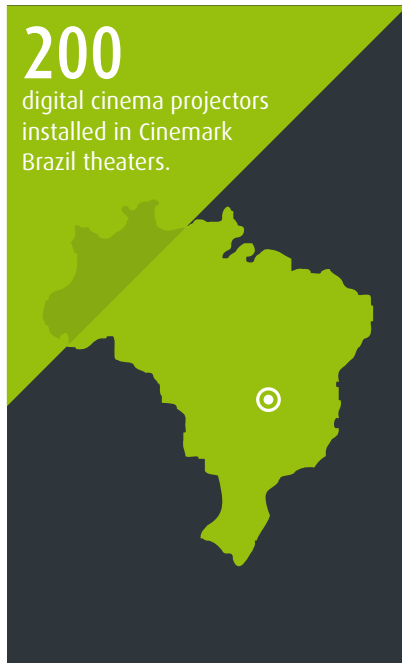 200
digital cinema projectors
installed in Cinemark
Brazil theaters.